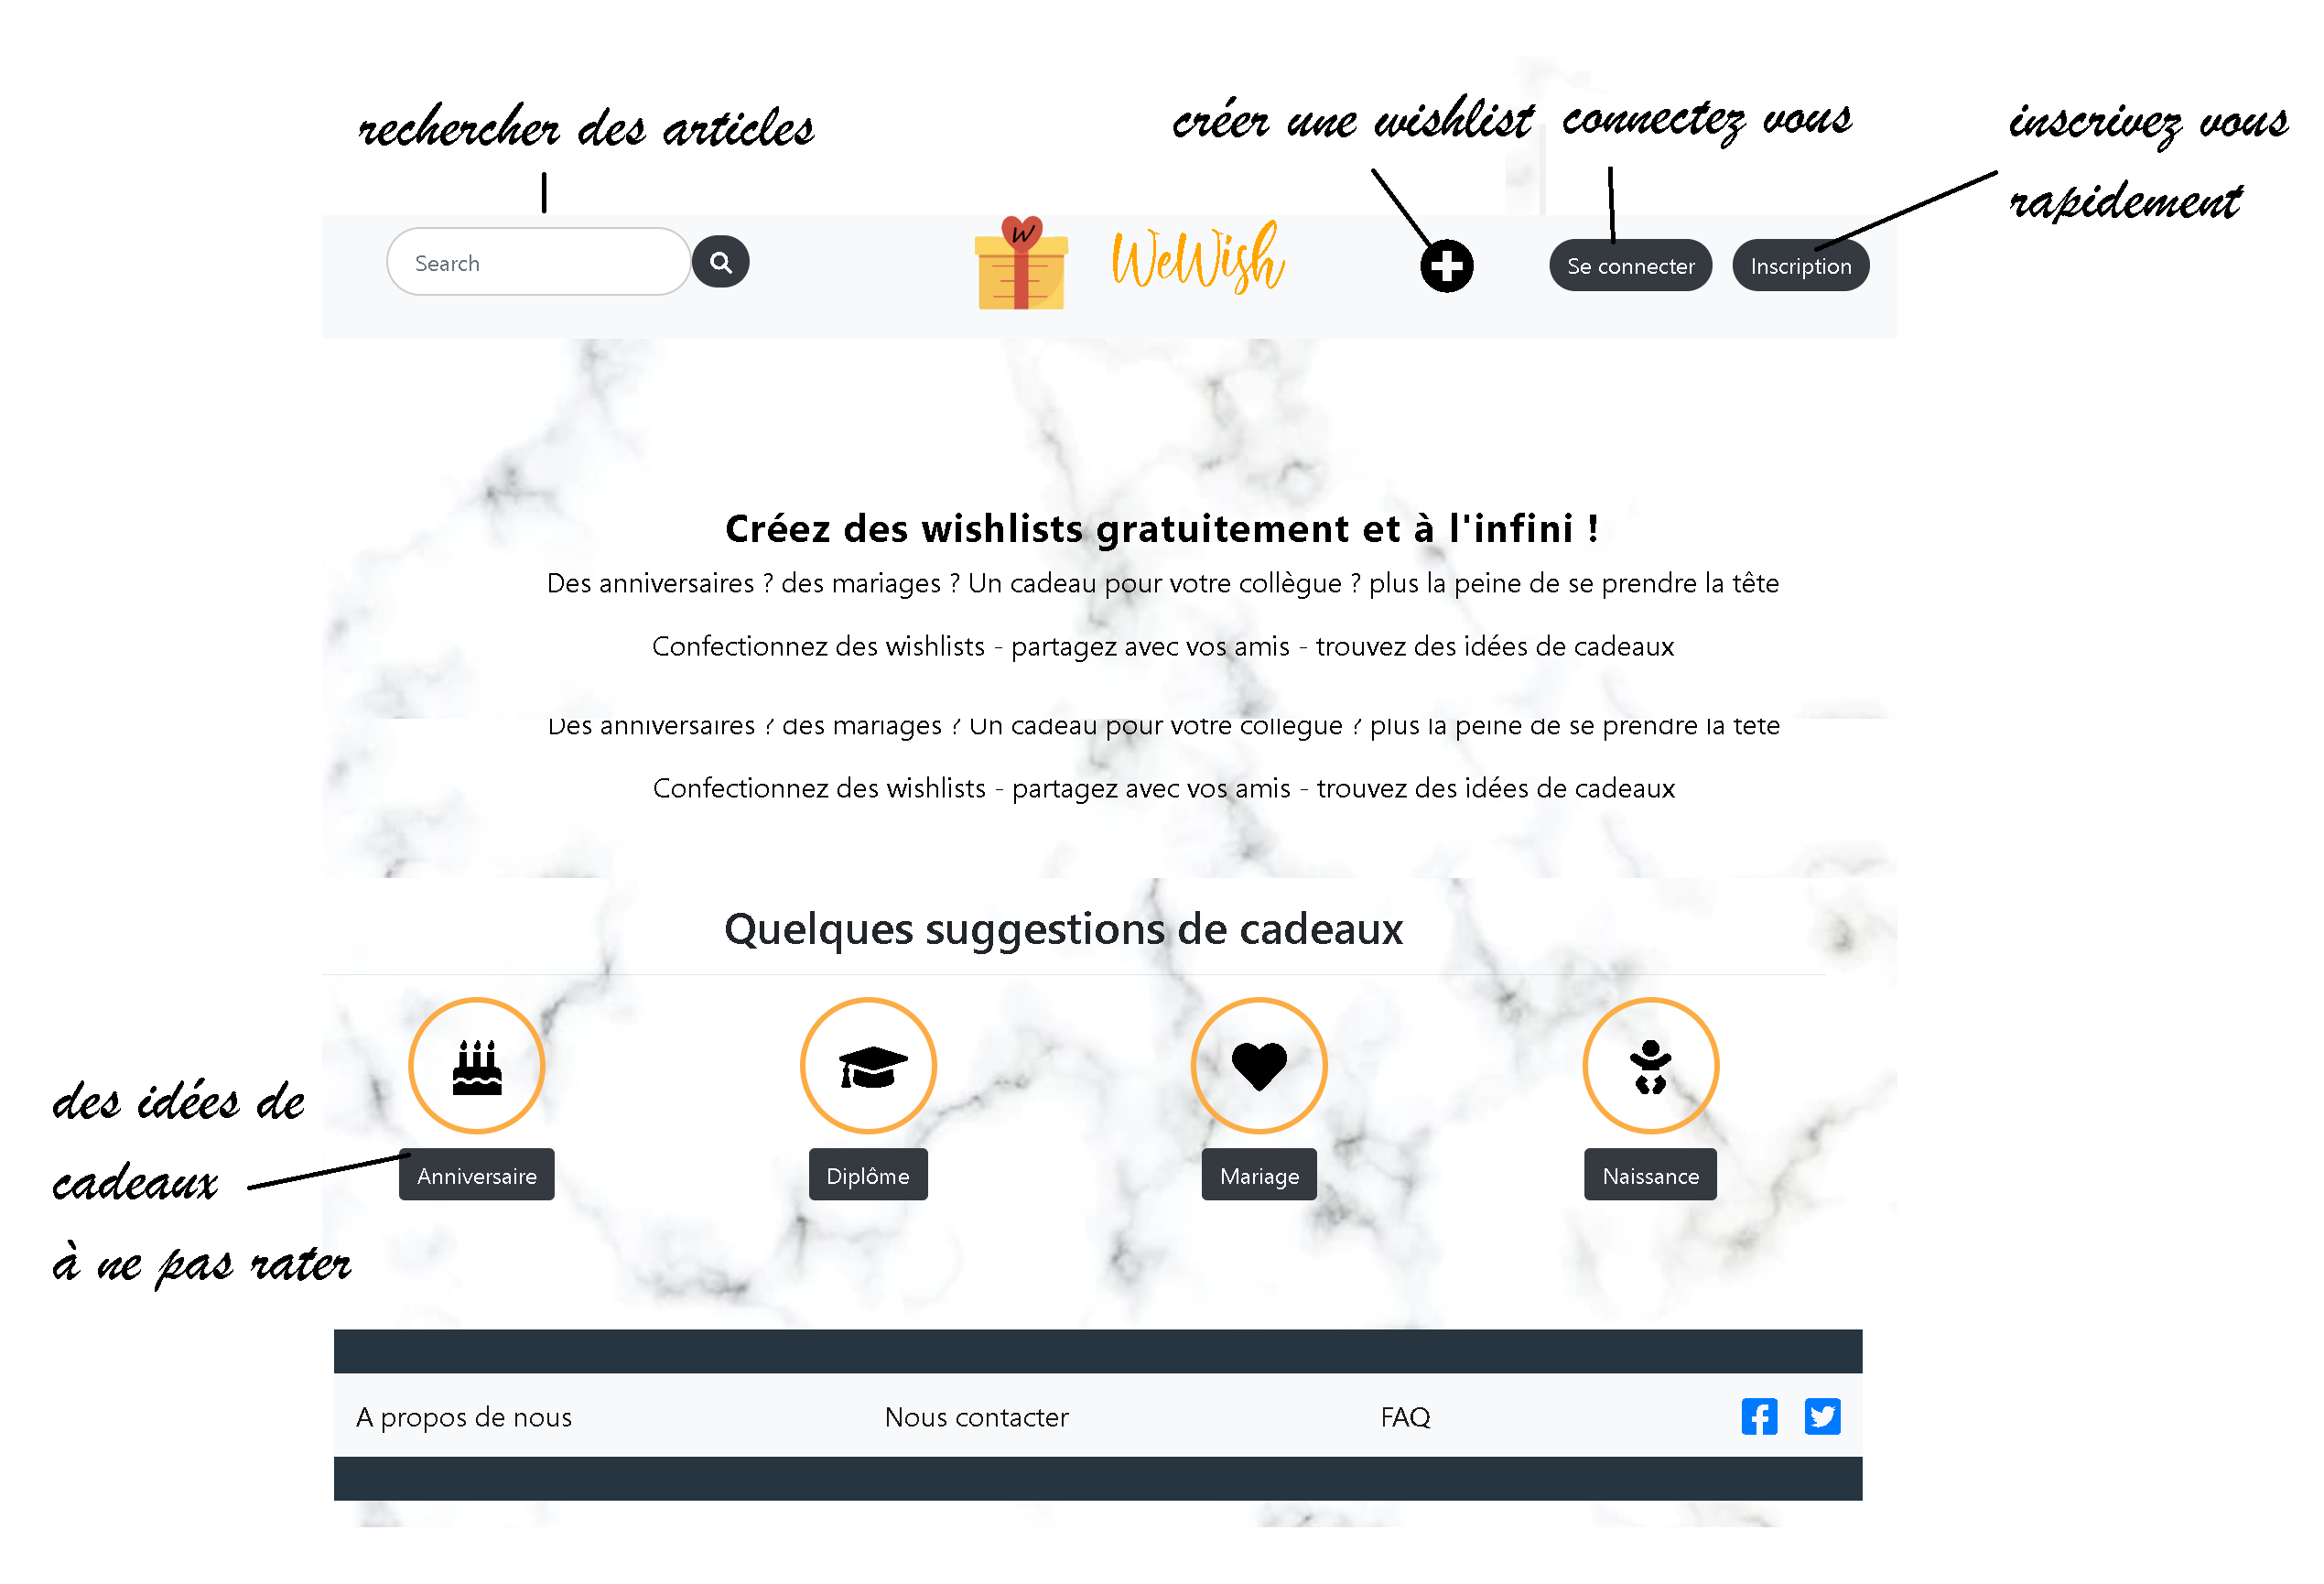 rechercher des articles
créer une wishlist
connectez vous
inscrivez vous
rapidement
Search
W
WeWish
Se connecter
Inscription
Créez des wishlists gratuitement et à l'infini !
Des anniversaires ? des mariages ? Un cadeau pour votre collègue ? plus la peine de se prendre la tête
Confectionnez des wishlists - partagez avec vos amis - trouvez des idées de cadeaux
Des anniversaires ? des mariages ? Un cadeau pour votre collègue ? plus la peine de se prendre la tête
Confectionnez des wishlists - partagez avec vos amis - trouvez des idées de cadeaux
Quelques suggestions de cadeaux
des idées de
cadeaux
à ne pas rater
Anniversaire
Diplôme
Mariage
Naissance
A propos de nous
Nous contacter
FAQ